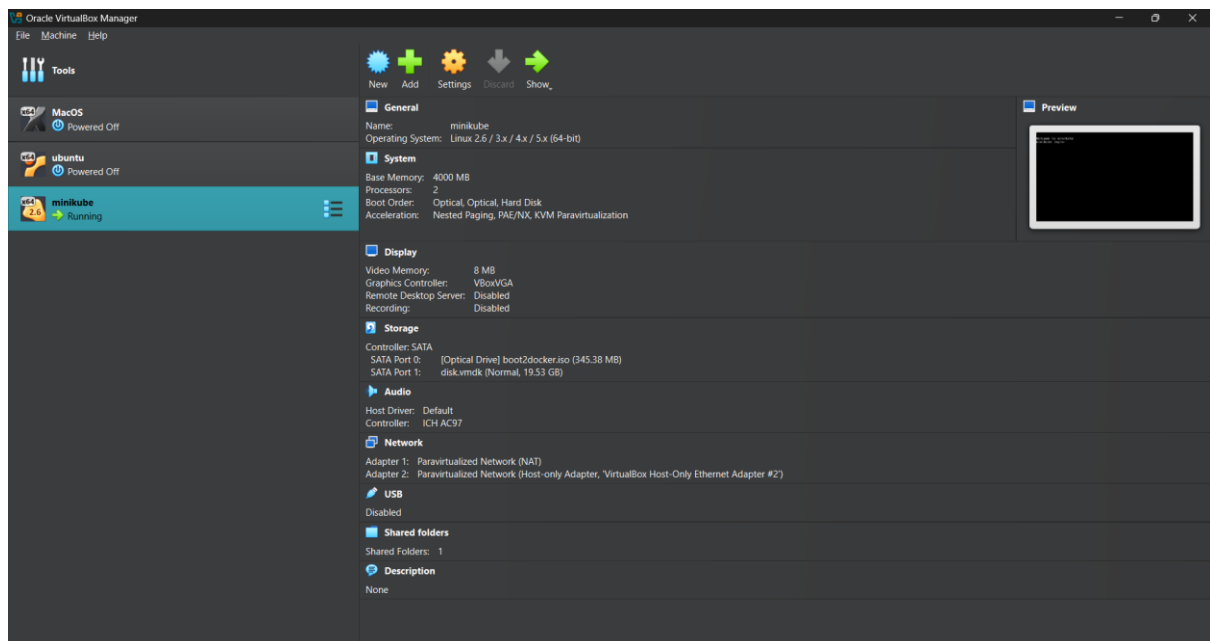 Oracle VirtualBox Manager
File Machine Help
Tools
New Add Settings Discard Show
x64
MacOS
Powered Off
x64
ubuntu
Powered Off
x64
2.6
minikube
Running
General
Name: minikube
Operating System: Linux 2.6 / 3.x / 4.x / 5.x (64-bit)
Preview
System
Base Memory: 4000 MB
Processors: 2
Boot Order: Optical, Optical, Hard Disk
Acceleration: Nested Paging, PAE/NX, KVM Paravirtualization
Display
Video Memory: 8 MB
Graphics Controller: VBoxVGA
Remote Desktop Server: Disabled
Recording: Disabled
Storage
Controller: SATA
SATA Port 0: [Optical Drive] boot2docker.iso (345.38 MB)
SATA Port 1: disk.vmdk (Normal, 19.53 GB)
Audio
Host Driver: Default
Controller: ICH AC97
Network
Adapter 1: Paravirtualized Network (NAT)
Adapter 2: Paravirtualized Network (Host-only Adapter, 'VirtualBox Host-Only Ethernet Adapter #2')
USB
Disabled
Shared folders
Shared Folders: 1
Description
None